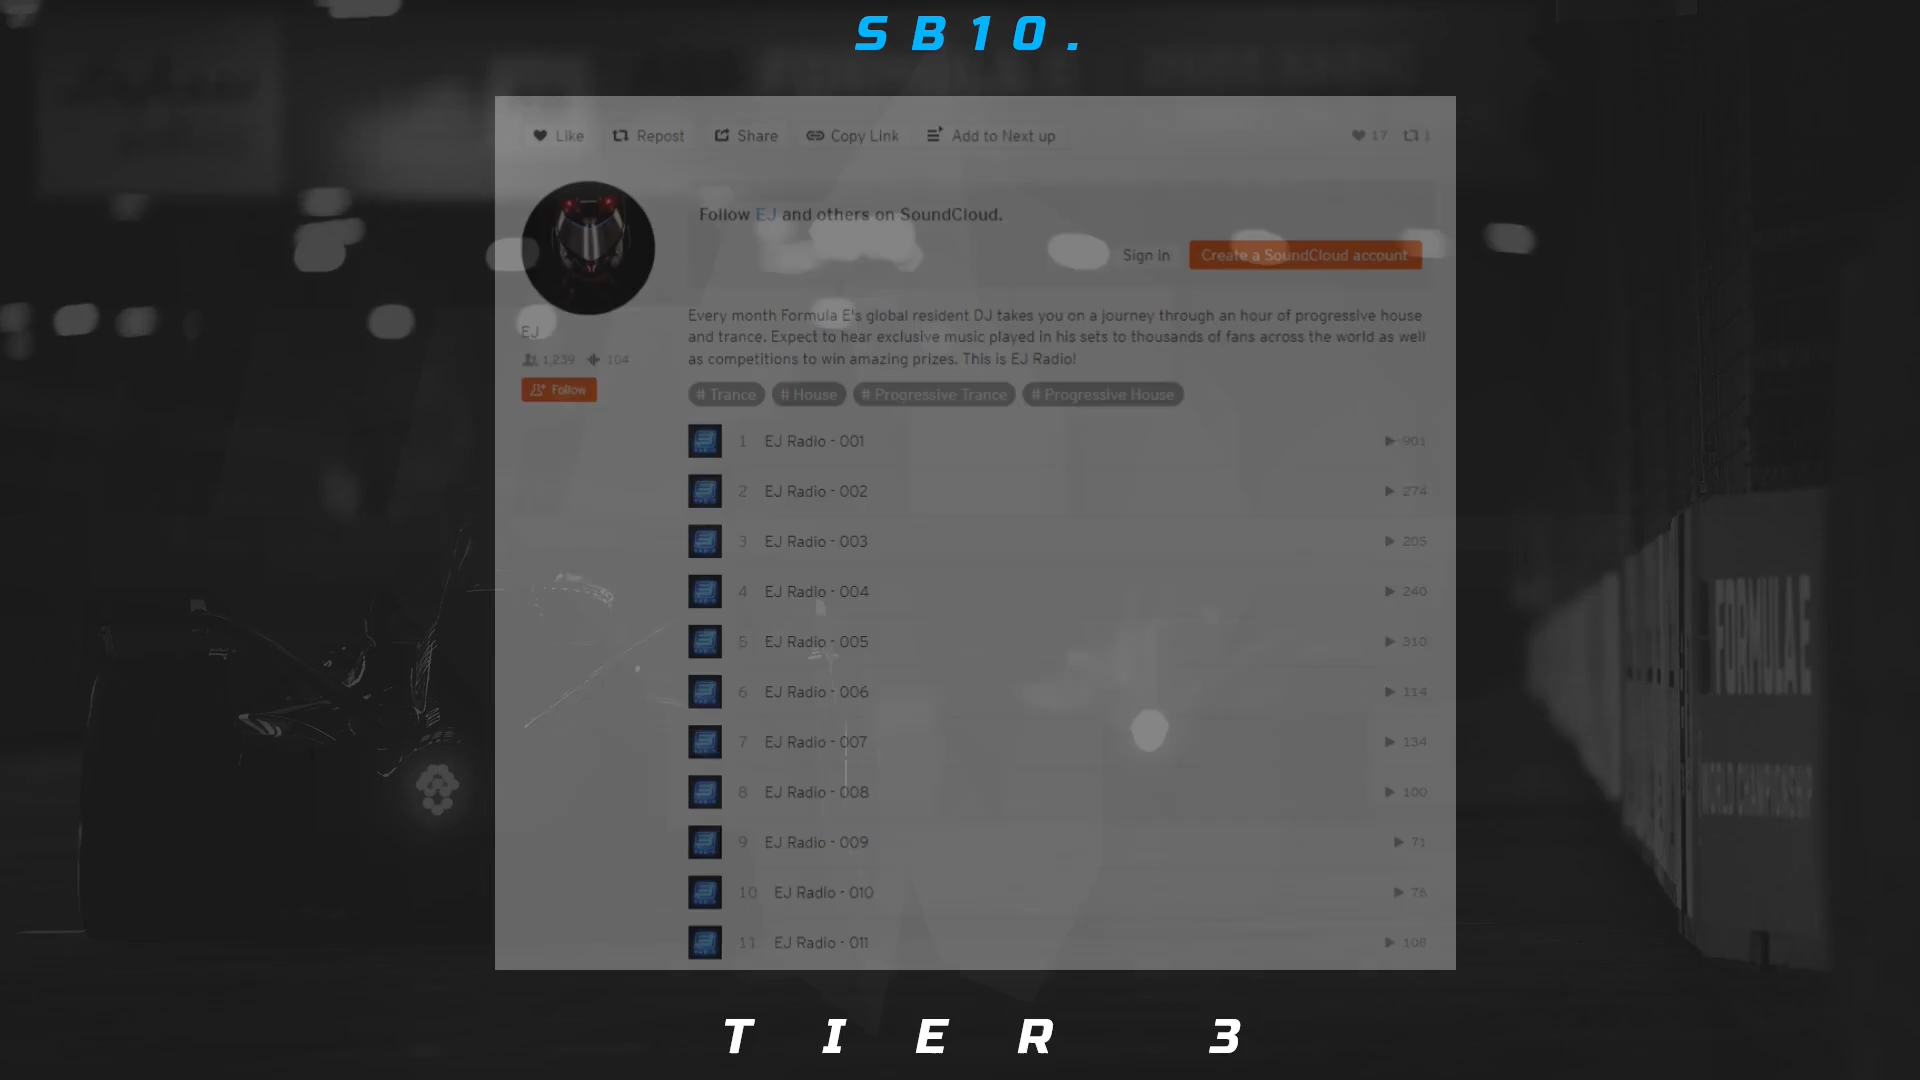 SB10.
Like Repost Share Copy Link Add to Next up 17 1
Follow EJ and others on SoundCloud.
Sign in Create a SoundCloud account
EJ
1,239 104
Follow
Every month Formula E's global resident DJ takes you on a journey through an hour of progressive house
and trance. Expect to hear exclusive music played in his sets to thousands of fans across the world as well
as competitions to win amazing prizes. This is EJ Radio!
# Trance # House # Progressive Trance # Progressive House
1 EJ Radio - 001 901
2 EJ Radio - 002 274
3 EJ Radio - 003 205
4 EJ Radio - 004 240
5 EJ Radio - 005 310
6 EJ Radio - 006 114
7 EJ Radio - 007 134
8 EJ Radio - 008 100
9 EJ Radio - 009 71
10 EJ Radio - 010 76
11 EJ Radio - 011 108
FORMULA E
WORLD CHAMPIONSHIP
TIER 3